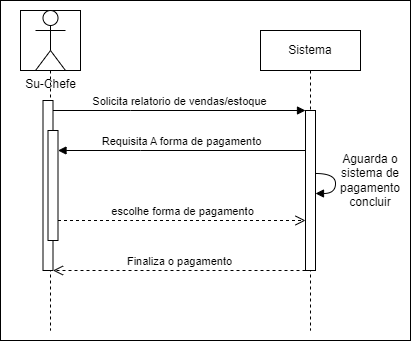 Su-Chefe
Sistema
Solicita relatorio de vendas/estoque
Requisita A forma de pagamento
Aguarda o
sistema de
pagamento
concluir
escolhe forma de pagamento
Finaliza o pagamento